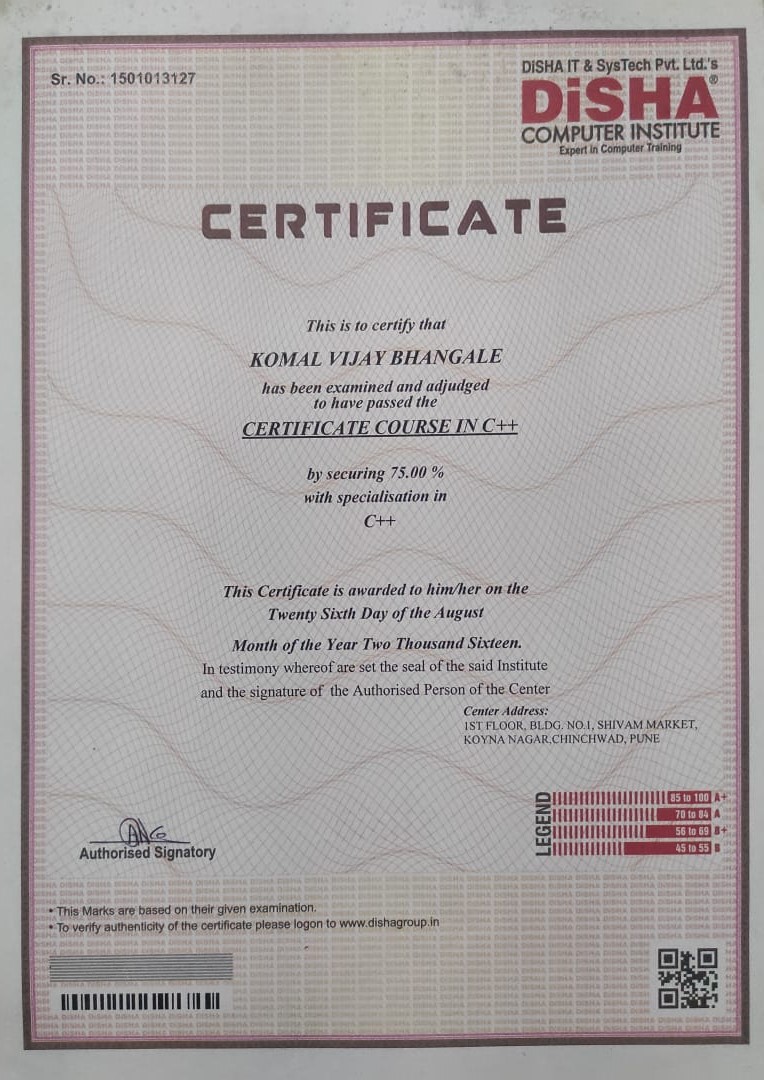 Sr. No.: 1501013127
DiSHA IT & SysTech Pvt. Ltd.'s
DiSHA®
COMPUTER INSTITUTE
Expert in Computer Training
CERTIFICATE
This is to certify that
KOMAL VIJAY BHANGALE
has been examined and adjudged
to have passed the
CERTIFICATE COURSE IN C++
by securing 75.00 %
with specialisation in
C++
This Certificate is awarded to him/her on the
Twenty Sixth Day of the August
Month of the Year Two Thousand Sixteen.
In testimony whereof are set the seal of the said Institute
and the signature of the Authorised Person of the Center
Center Address:
1ST FLOOR, BLDG. NO.1, SHIVAM MARKET,
KOYNA NAGAR,CHINCHWAD, PUNE
LEGEND
85 to 100 A+
70 to 84 A
56 to 69 B+
45 to 55 B
Authorised Signatory
• This Marks are based on their given examination.
• To verify authenticity of the certificate please logon to www.dishagroup.in